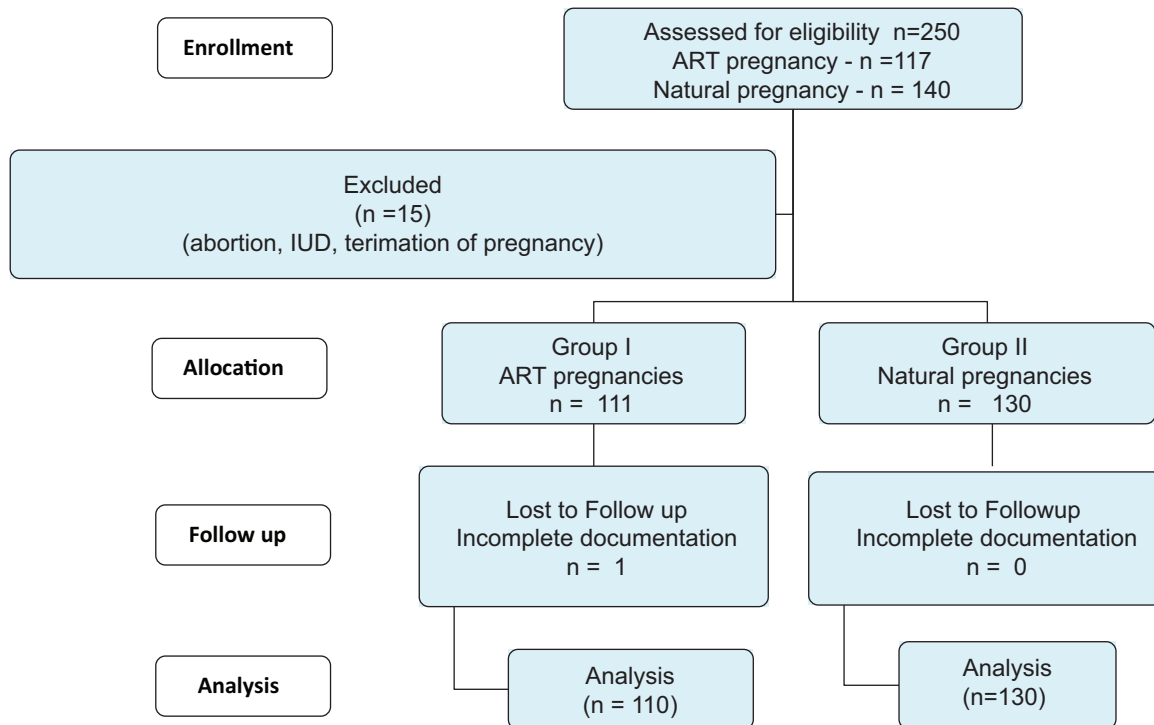 Enrollment
Assessed for eligibility n=250
ART pregnancy - n =117
Natural pregnancy - n = 140
Excluded
(n =15)
(abortion, IUD, terimation of pregnancy)
Allocation
Group I
ART pregnancies
n = 111
Group II
Natural pregnancies
n = 130
Follow up
Lost to Follow up
Incomplete documentation
n = 1
Lost to Followup
Incomplete documentation
n = 0
Analysis
Analysis
(n = 110)
Analysis
(n=130)